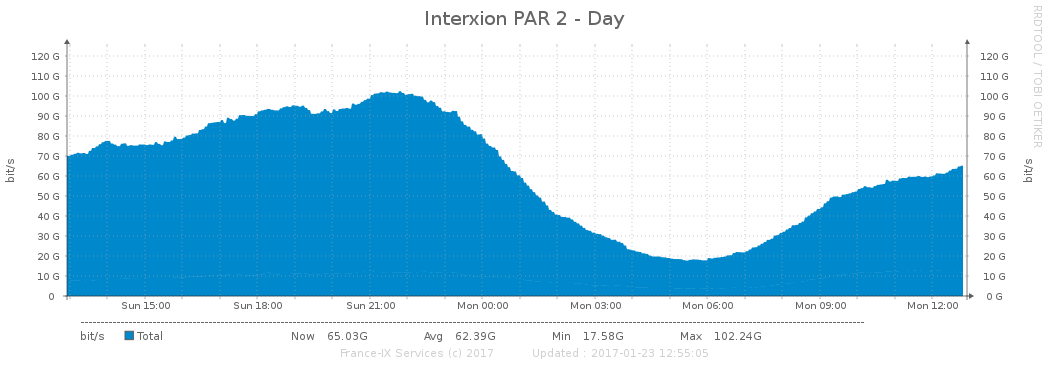 Interxion PAR 2 - Day
RRDTOOL / TOBI OETIKER
120 G 120 G
110 G 110 G
100 G 100 G
90 G 90 G
80 G 80 G
70 G 70 G
60 G 60 G
50 G 50 G
40 G 40 G
30 G 30 G
20 G 20 G
10 G 10 G
0 0 G
bit/s bit/s
Sun 15:00 Sun 18:00 Sun 21:00 Mon 00:00 Mon 03:00 Mon 06:00 Mon 09:00 Mon 12:00
bit/s Total Now 65.03G Avg 62.39G Min 17.58G Max 102.24G
France-IX Services (c) 2017 Updated : 2017-01-23 12:55:05